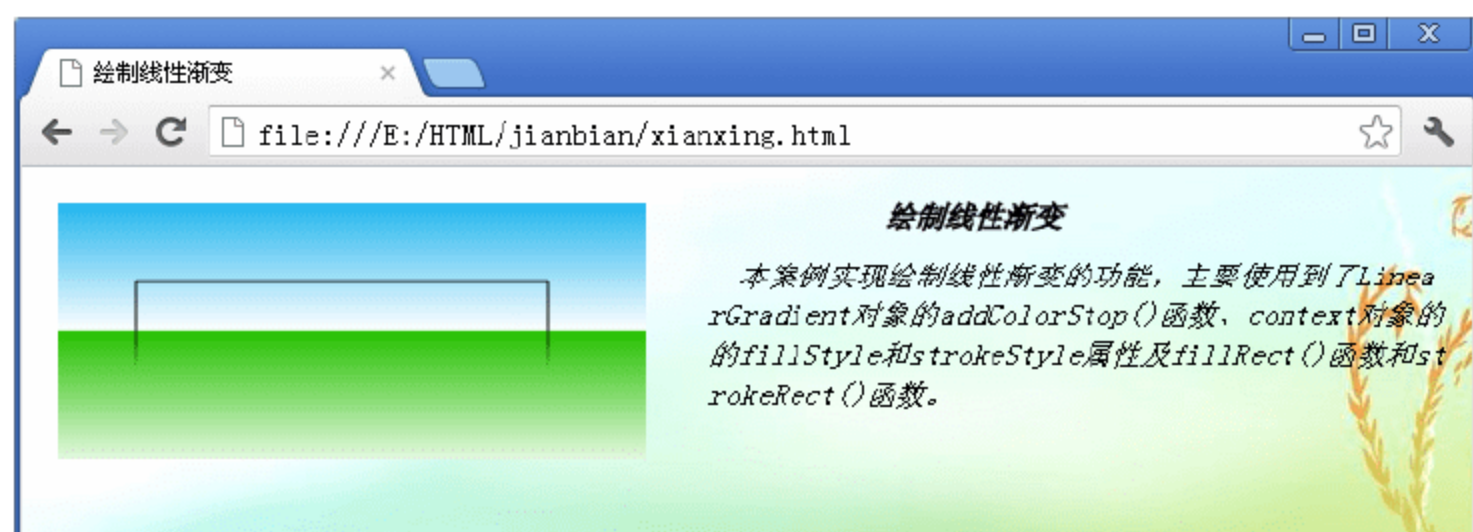 绘制线性渐变
file:///E:/HTML/jianbian/xianxing.html
绘制线性渐变
本案例实现绘制线性渐变的功能，主要使用到了Linea
rGradient对象的addColorStop()函数、context对象的
的fillStyle和strokeStyle属性及fillRect()函数和st
rokeRect()函数。